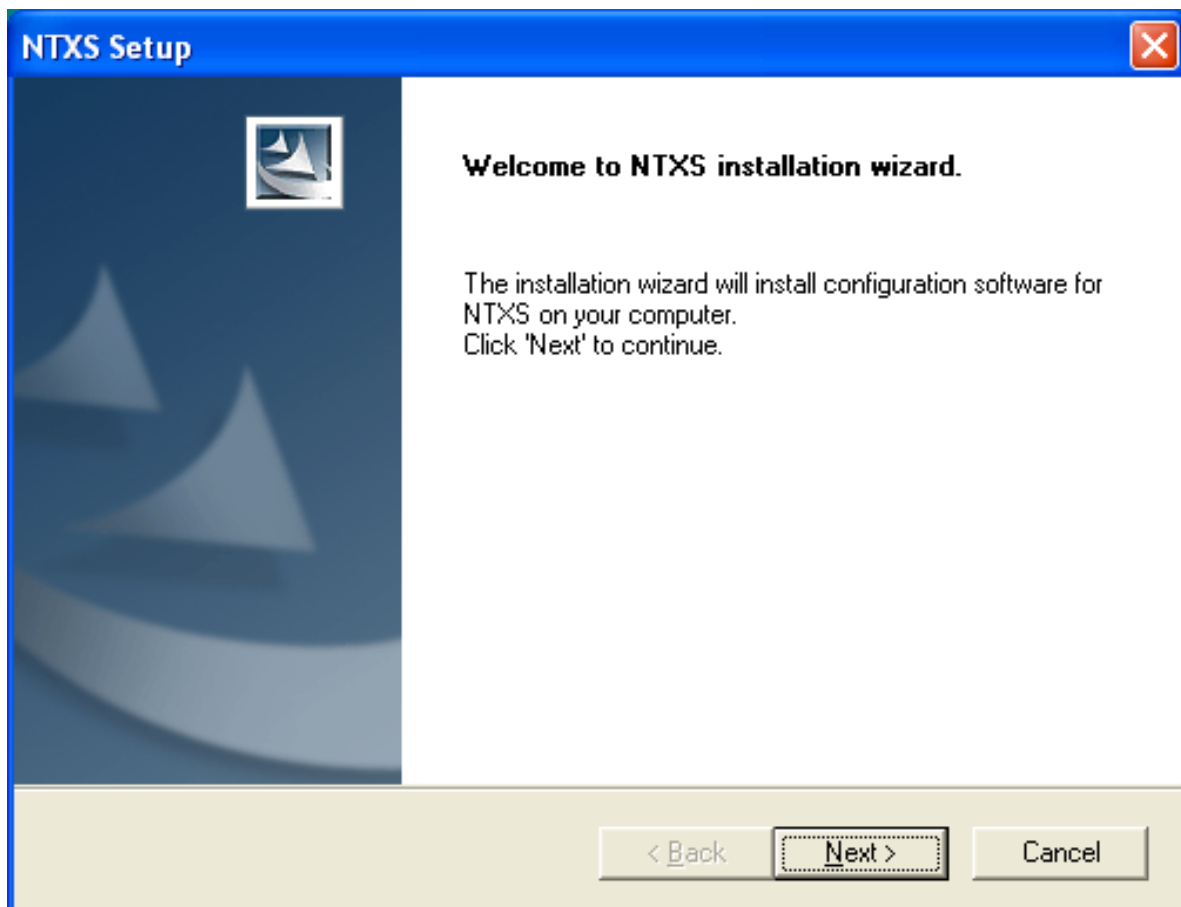 NTXS Setup
Welcome to NTXS installation wizard.
The installation wizard will install configuration software for
NTXS on your computer.
Click 'Next' to continue.
< Back
Next >
Cancel